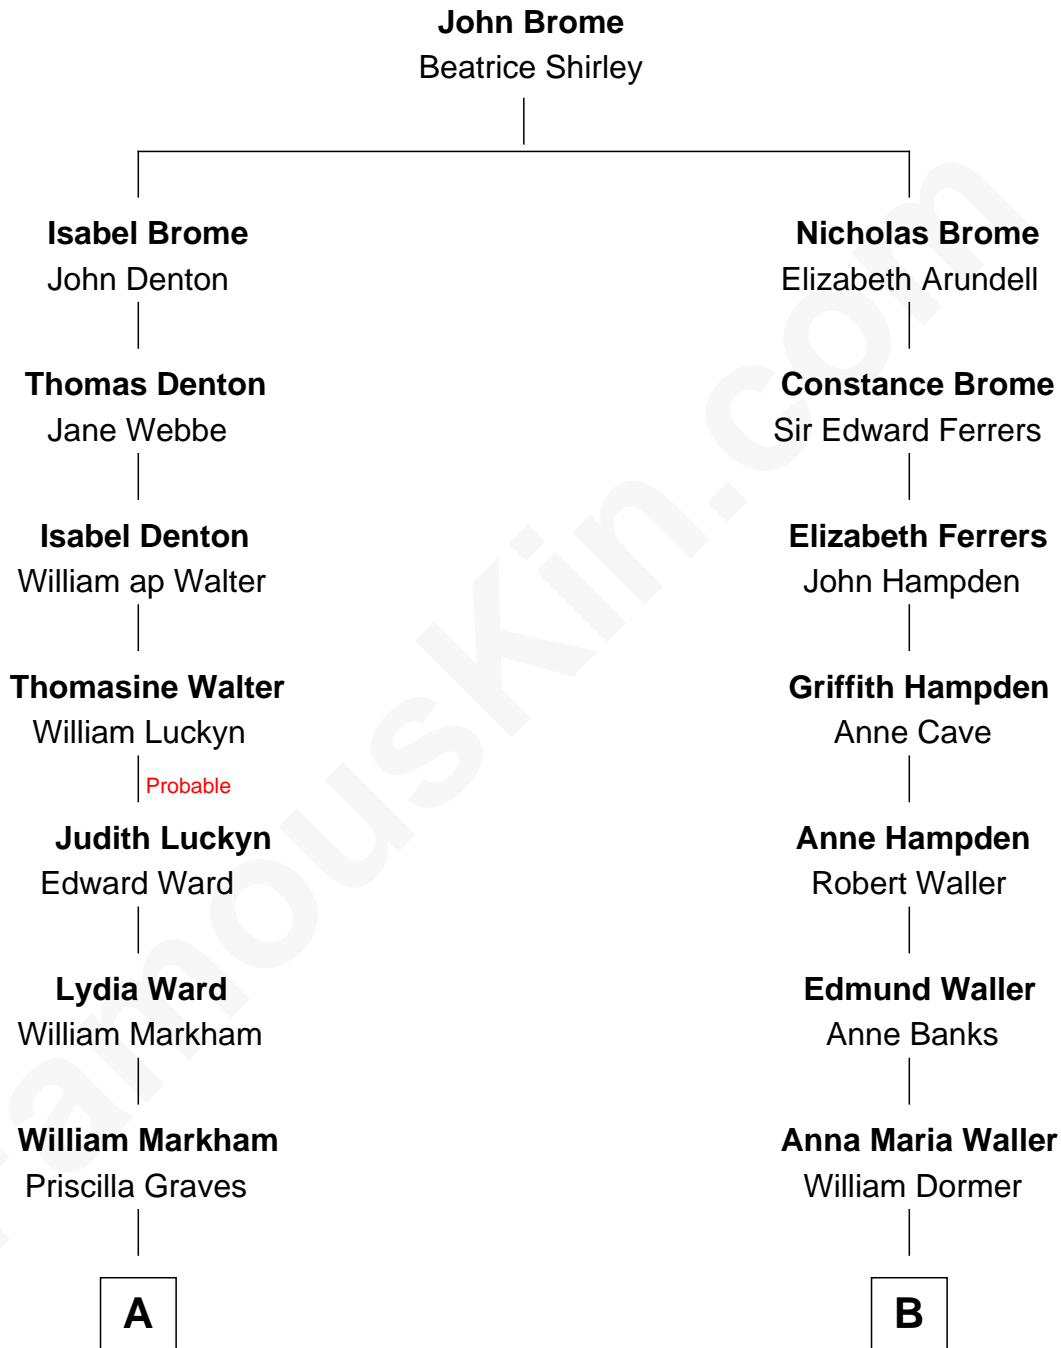 John Brome
Beatrice Shirley
Isabel Brome
John Denton
Nicholas Brome
Elizabeth Arundell
Thomas Denton
Jane Webbe
Constance Brome
Sir Edward Ferrers
Isabel Denton
William ap Walter
Elizabeth Ferrers
John Hampden
Thomasine Walter
William Luckyn
Griffith Hampden
Anne Cave
Probable
Judith Luckyn
Edward Ward
Anne Hampden
Robert Waller
Lydia Ward
William Markham
Edmund Waller
Anne Banks
William Markham
Priscilla Graves
Anna Maria Waller
William Dormer
A
B
FamousKin.com